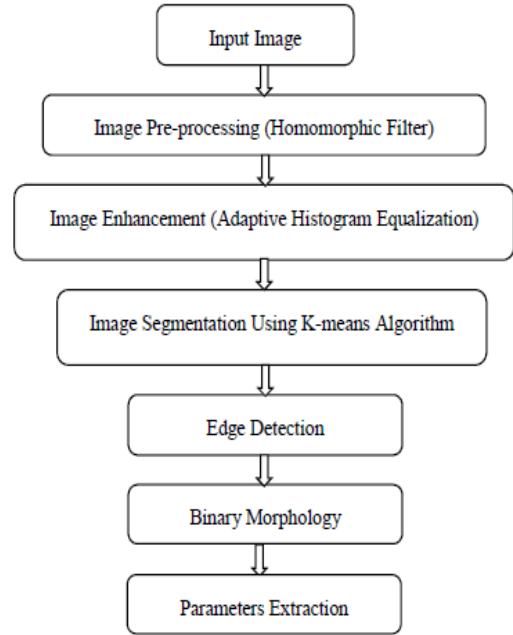 Input Image
Image Pre-processing (Homomorphic Filter)
Image Enhancement (Adaptive Histogram Equalization)
Image Segmentation Using K-means Algorithm
Edge Detection
Binary Morphology
Parameters Extraction